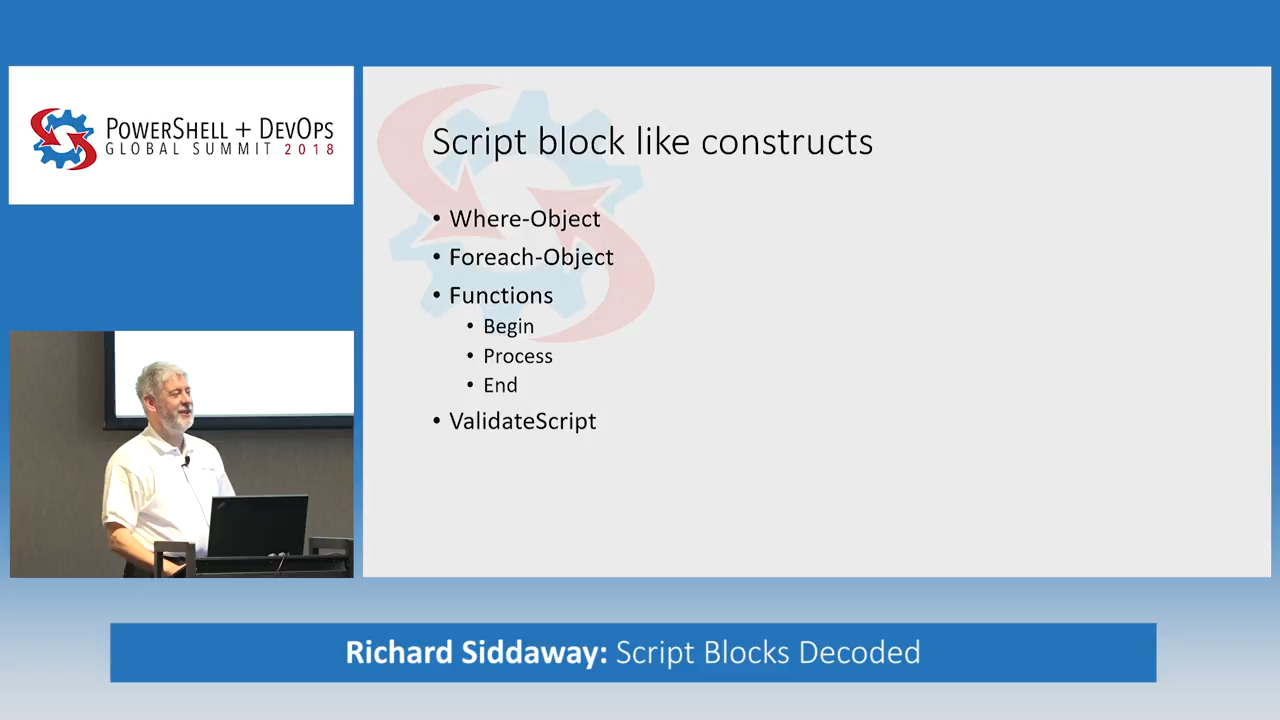 POWERSHELL + DEVOPS
GLOBAL SUMMIT 2018
Script block like constructs
• Where-Object
• Foreach-Object
• Functions
• Begin
• Process
• End
• ValidateScript
Richard Siddaway: Script Blocks Decoded